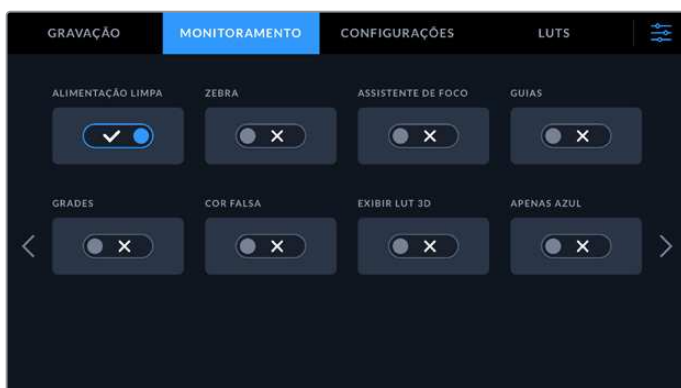 GRAVAÇÃO MONITORAMENTO CONFIGURAÇÕES LUTS
ALIMENTAÇÃO LIMPA ZEBRA ASSISTENTE DE FOCO GUIAS
GRADES COR FALSA EXIBIR LUT 3D APENAS AZUL